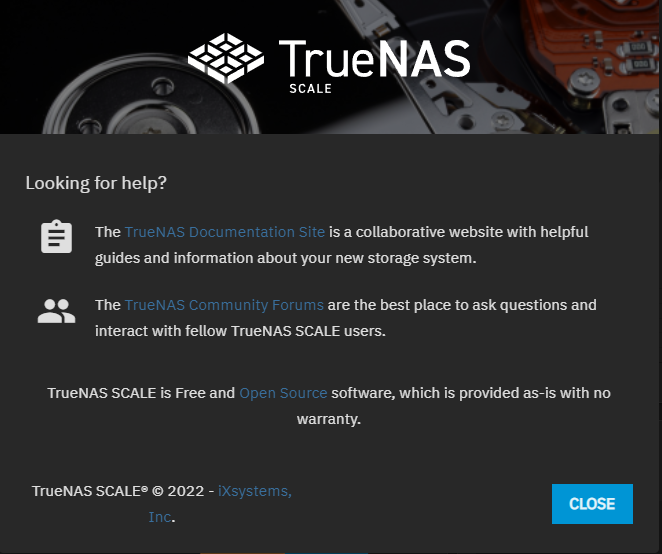 TrueNAS
SCALE
Looking for help?
The TrueNAS Documentation Site is a collaborative website with helpful
guides and information about your new storage system.
The TrueNAS Community Forums are the best place to ask questions and
interact with fellow TrueNAS SCALE users.
TrueNAS SCALE is Free and Open Source software, which is provided as-is with no
warranty.
TrueNAS SCALE® © 2022 - iXsystems,
Inc.
CLOSE